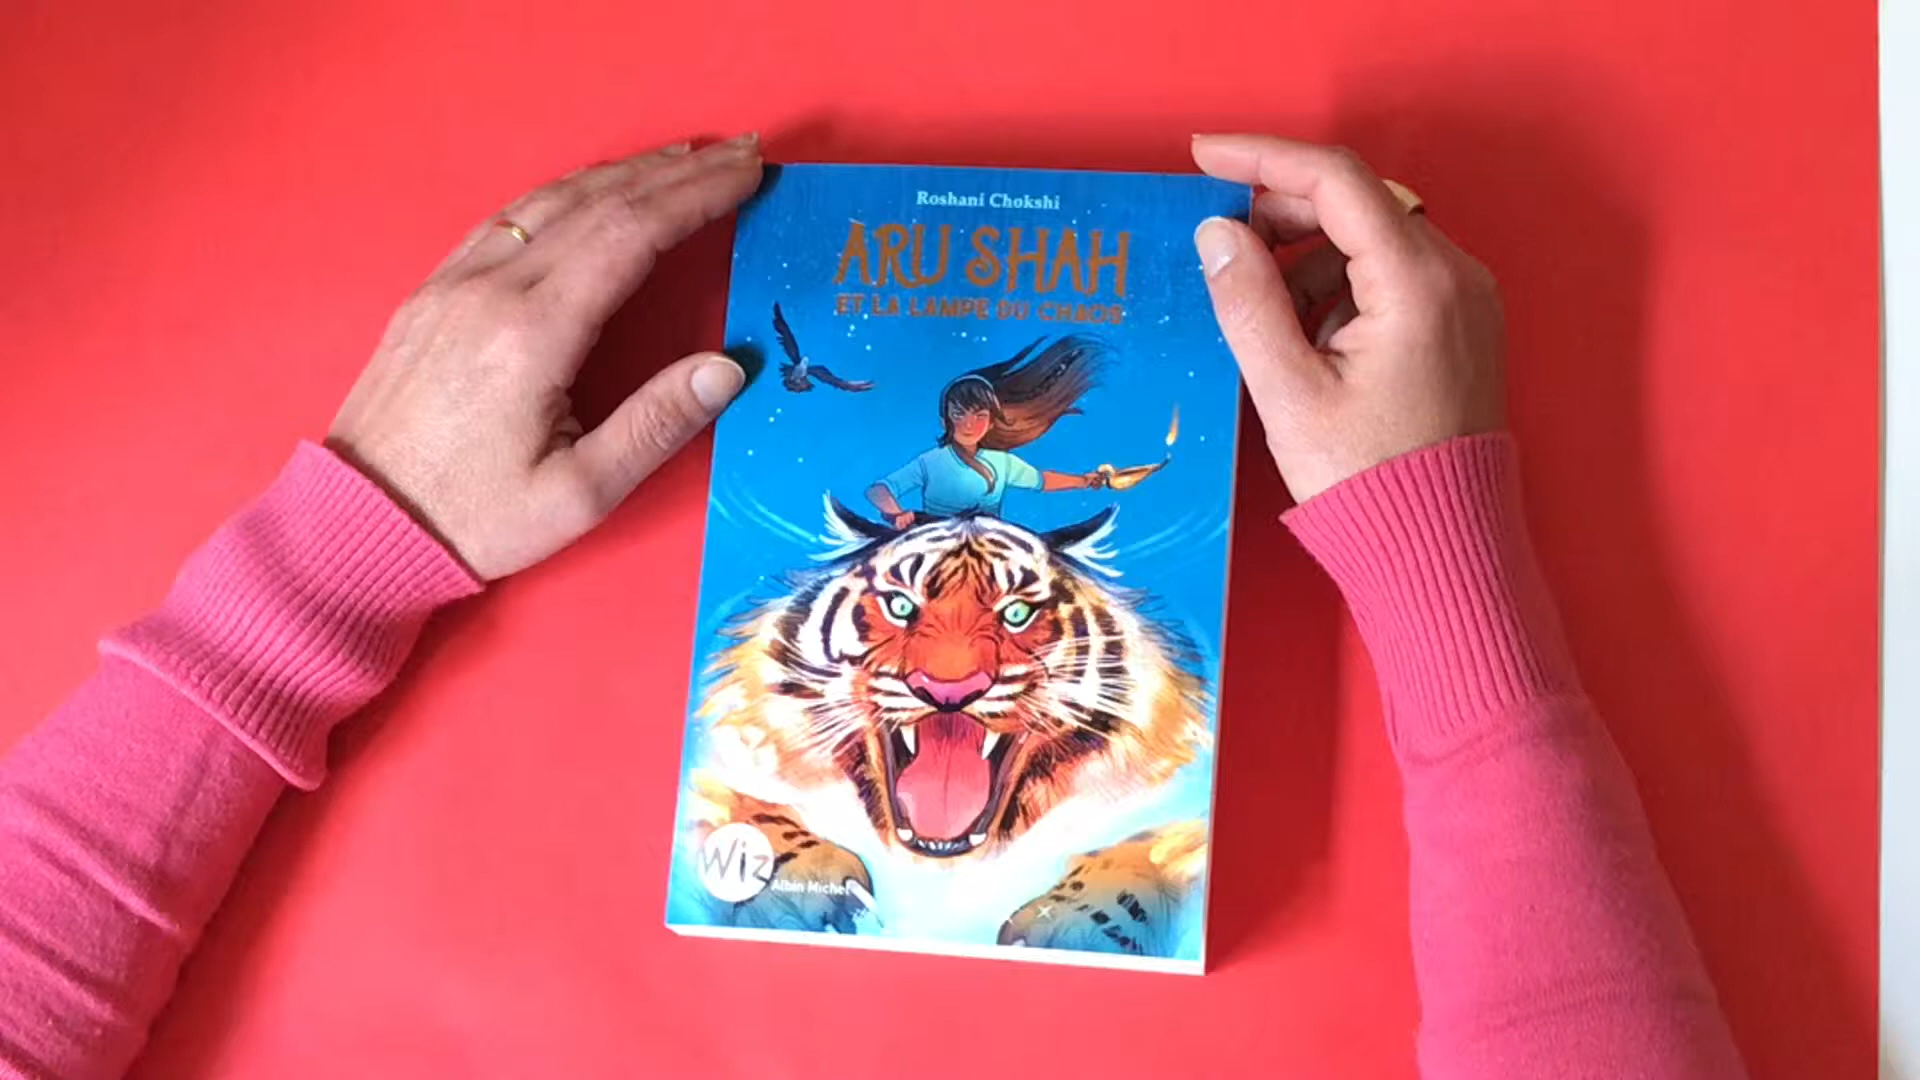 Roshani Chokshi
ARU SHAH
ET LA LAMPE DU CHAOS
Wiz
Albin Michel